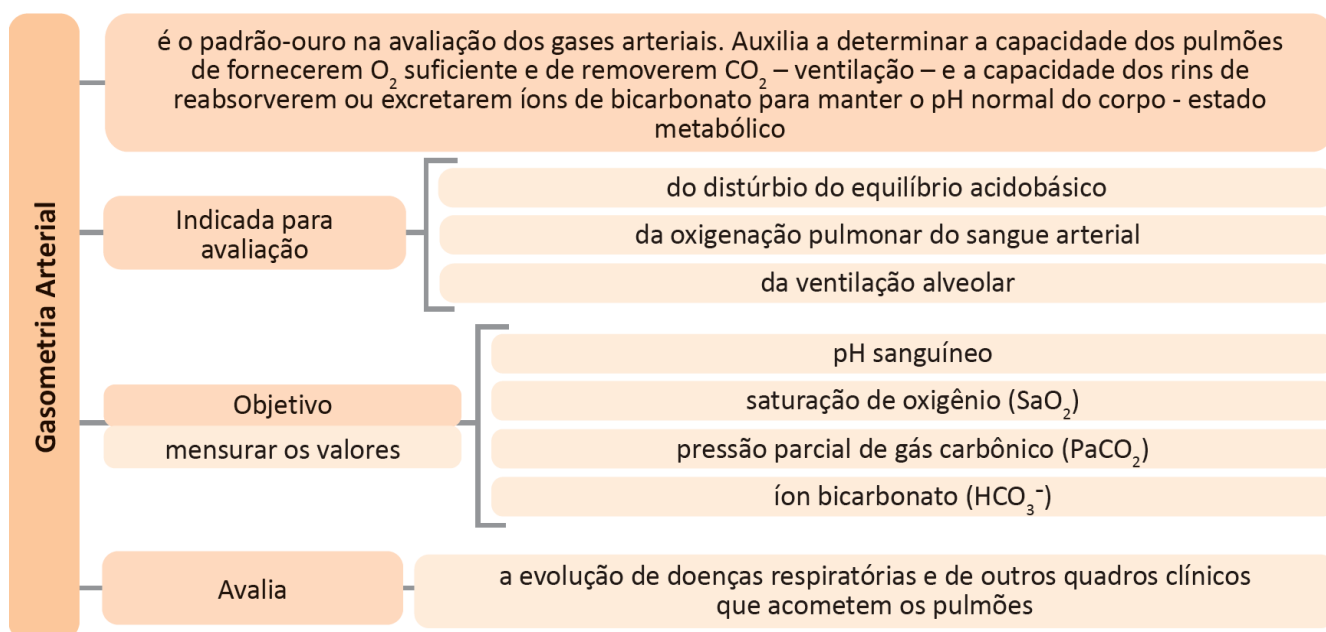 Gasometria Arterial
é o padrão-ouro na avaliação dos gases arteriais. Auxilia a determinar a capacidade dos pulmões
de fornecerem O₂ suficiente e de removerem CO₂ – ventilação – e a capacidade dos rins de
reabsorverem ou excretarem íons de bicarbonato para manter o pH normal do corpo - estado
metabólico
Indicada para
avaliação
do distúrbio do equilíbrio acidobásico
da oxigenação pulmonar do sangue arterial
da ventilação alveolar
Objetivo
mensurar os valores
pH sanguíneo
saturação de oxigênio (SaO₂)
pressão parcial de gás carbônico (PaCO₂)
íon bicarbonato (HCO₃⁻)
Avalia
a evolução de doenças respiratórias e de outros quadros clínicos
que acometem os pulmões